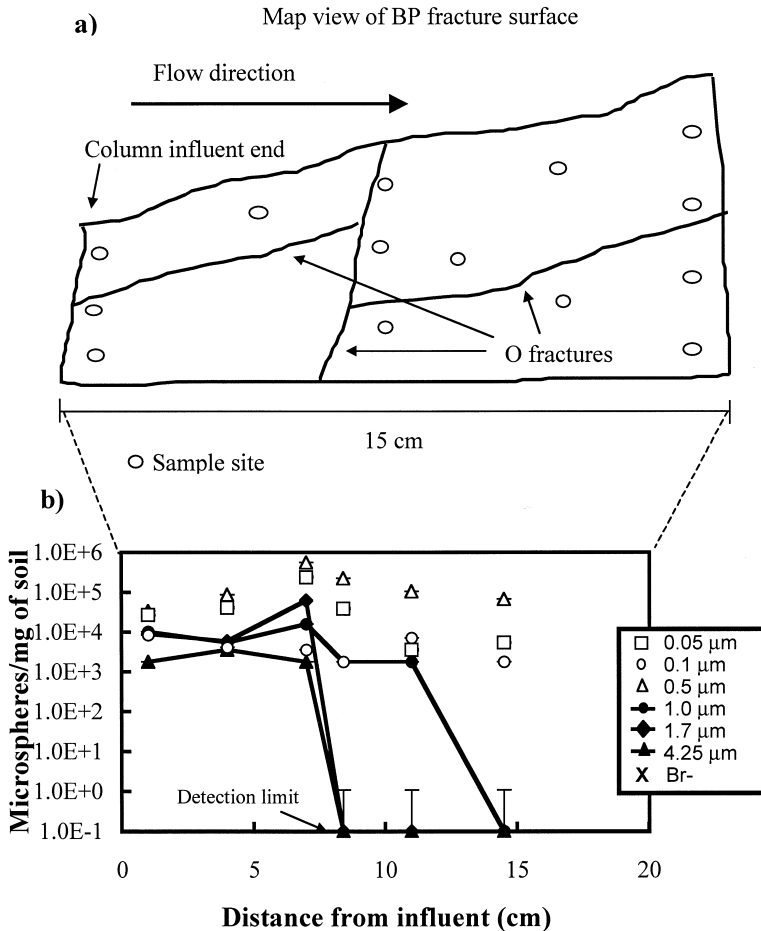 a)
Map view of BP fracture surface
Flow direction
Column influent end
O fractures
15 cm
Sample site
b)
Microspheres/mg of soil
1.0E+6
1.0E+5
1.0E+4
1.0E+3
1.0E+2
1.0E+1
1.0E+0
1.0E-1
Detection limit
0.05 µm
0.1 µm
0.5 µm
1.0 µm
1.7 µm
4.25 µm
X Br-
0 5 10 15 20
Distance from influent (cm)